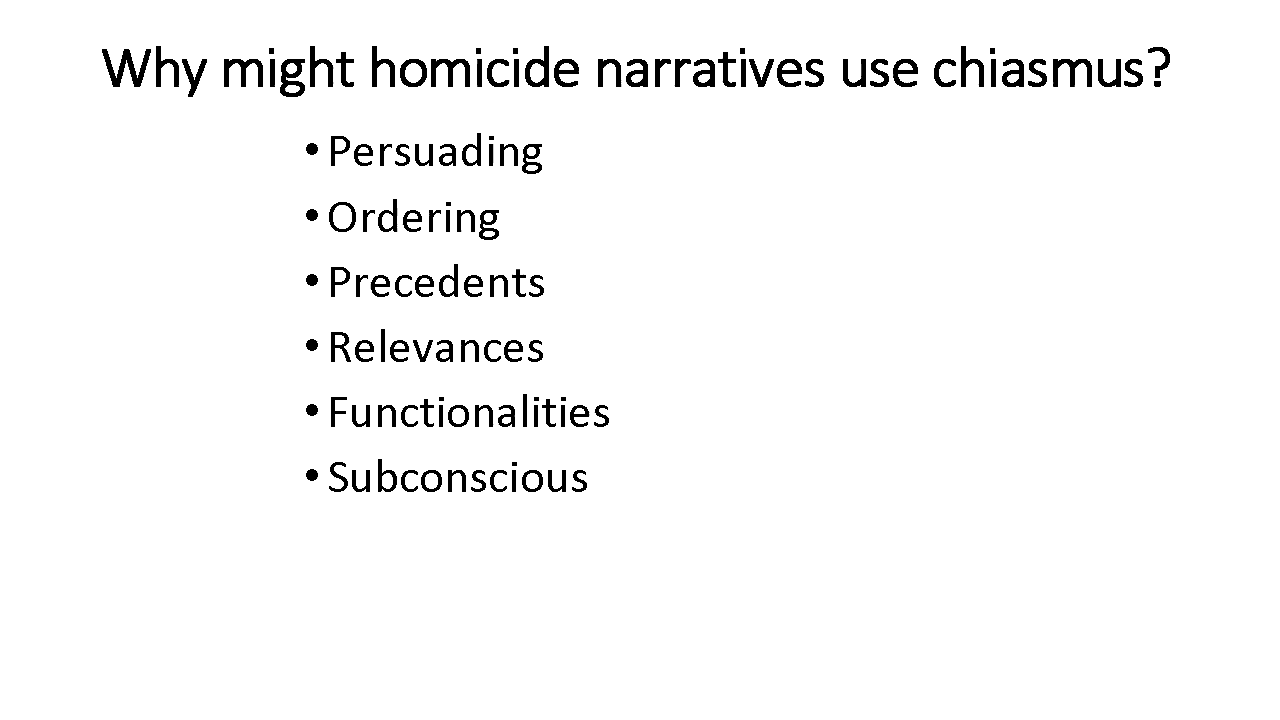 Why might homicide narratives use chiasmus?
• Persuading
• Ordering
• Precedents
• Relevances
• Functionalities
• Subconscious